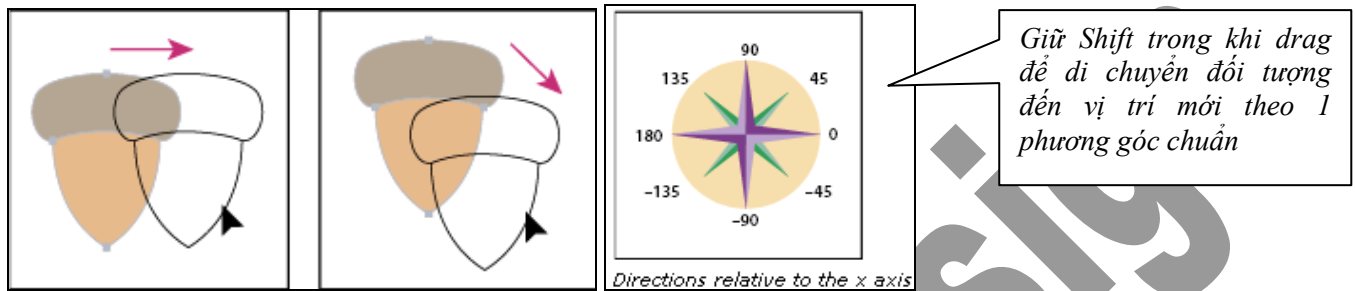 90
135 45
180 0
–135 –45
–90
Directions relative to the x axis
Giữ Shift trong khi drag
để di chuyển đối tượng
đến vị trí mới theo 1
phương góc chuẩn
sig